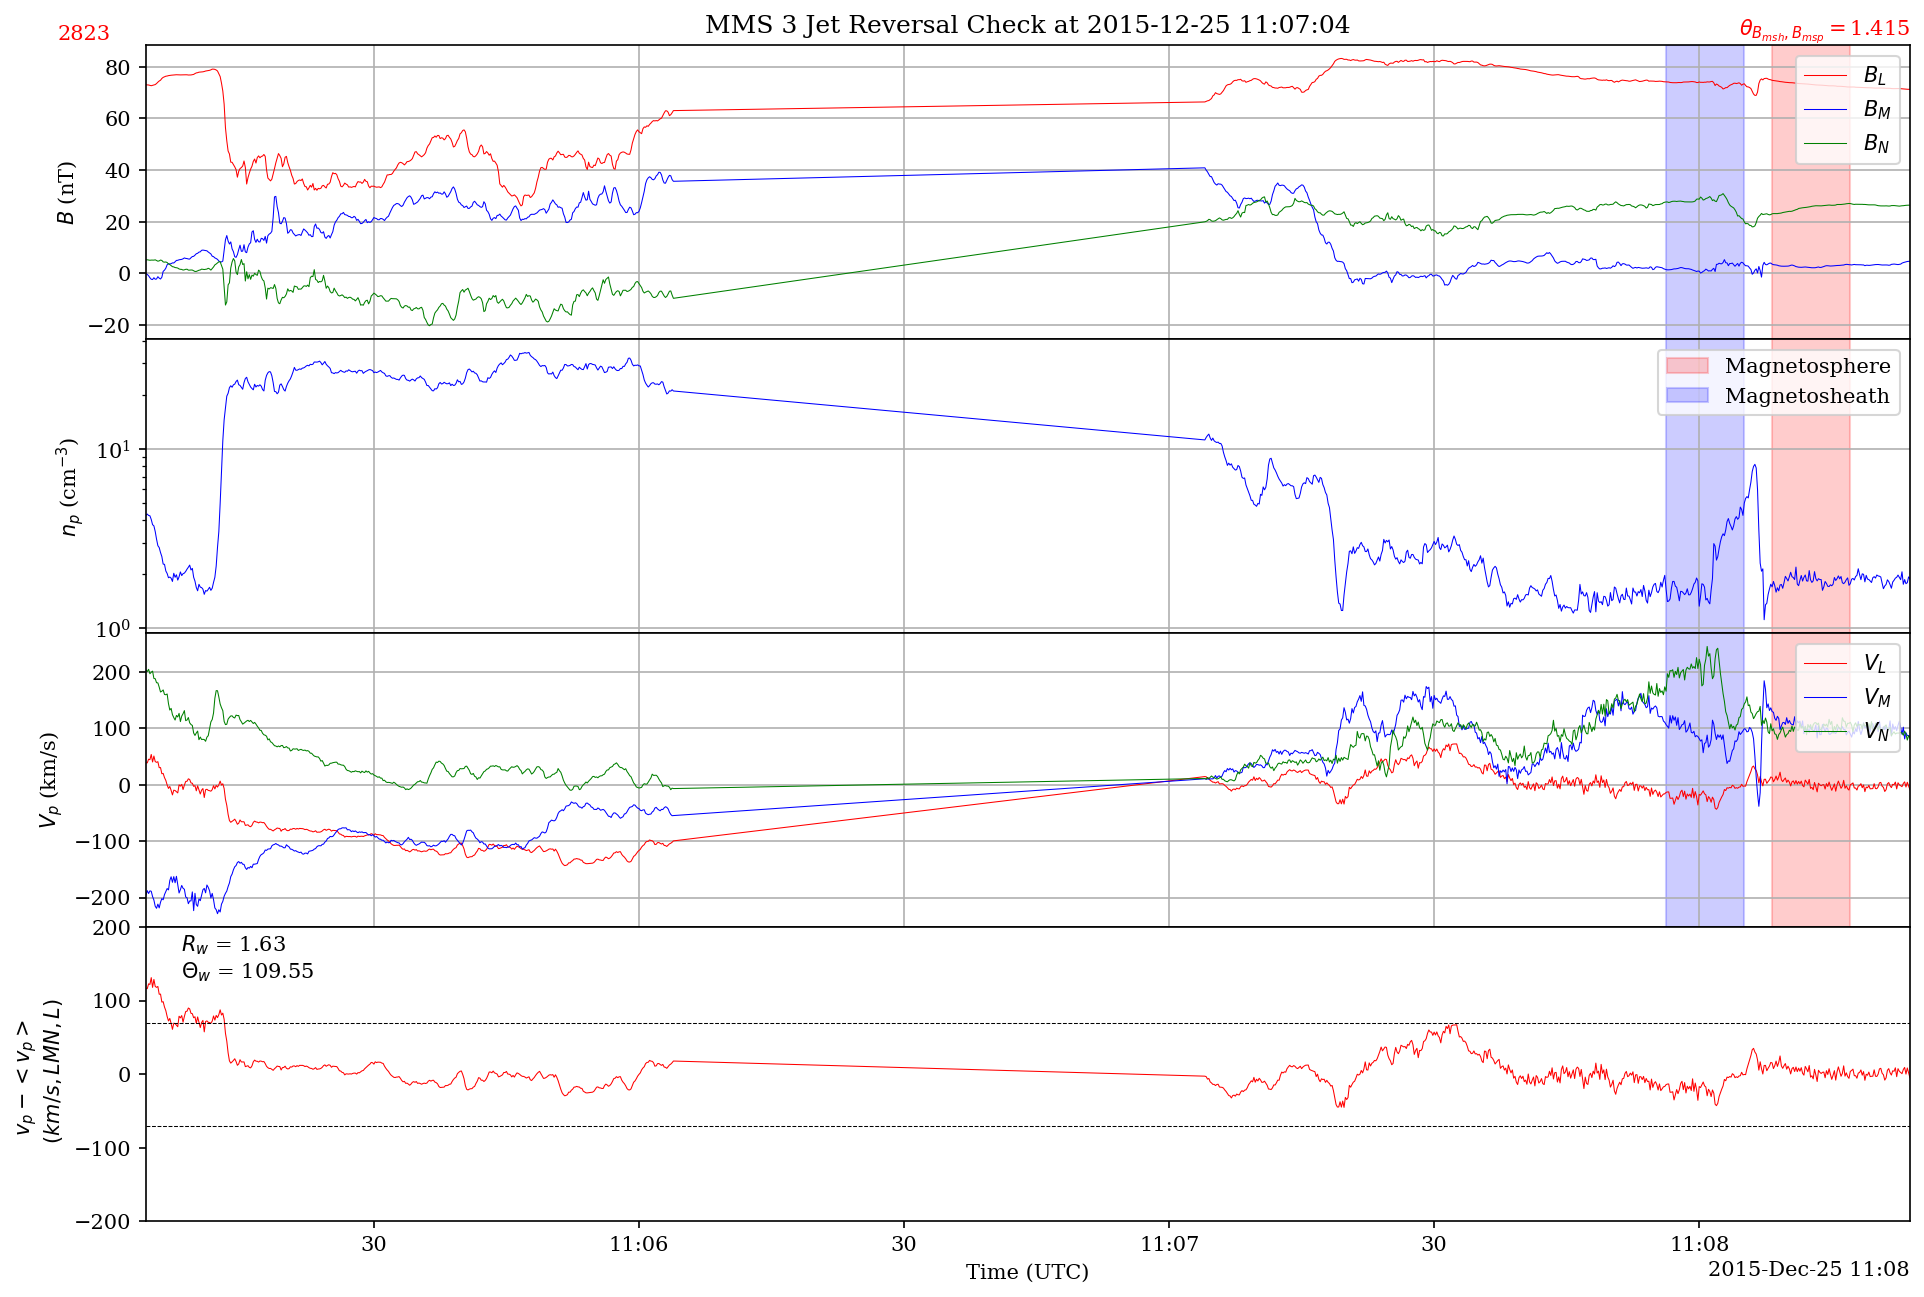 MMS 3 Jet Reversal Check at 2015-12-25 11:07:04
2823
θ_{B_{msh}, B_{msp}} = 1.415
80
60
40
20
0
−20
B (nT)
B_L
B_M
B_N
10^1
10^0
n_p (cm^{−3})
Magnetosphere
Magnetosheath
200
100
0
−100
−200
V_p (km/s)
V_L
V_M
V_N
200
100
0
−100
−200
v_p − < v_p >
(km/s, LMN, L)
R_w = 1.63
Θ_w = 109.55
30
11:06
30
11:07
30
11:08
Time (UTC)
2015-Dec-25 11:08